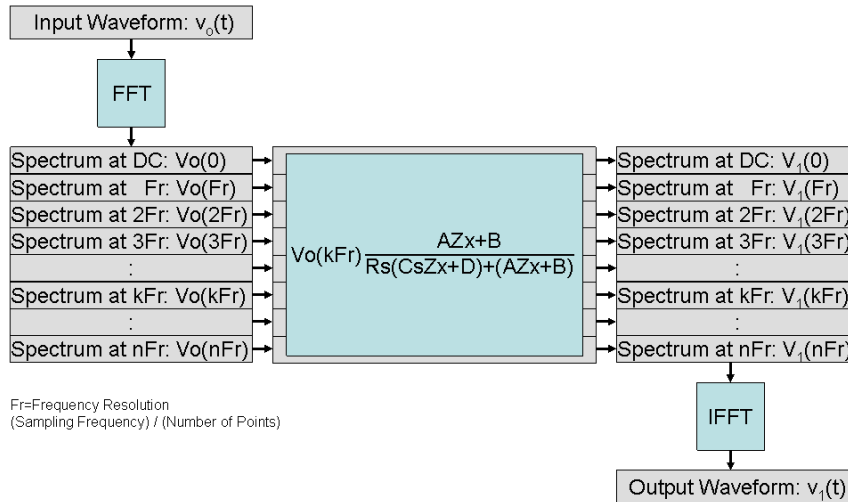 Input Waveform: vo(t)
FFT
Spectrum at DC: Vo(0)
Spectrum at Fr: Vo(Fr)
Spectrum at 2Fr: Vo(2Fr)
Spectrum at 3Fr: Vo(3Fr)
:
Spectrum at kFr: Vo(kFr)
:
Spectrum at nFr: Vo(nFr)
Vo(kFr) AZx+B
Rs(CsZx+D)+(AZx+B)
Spectrum at DC: V1(0)
Spectrum at Fr: V1(Fr)
Spectrum at 2Fr: V1(2Fr)
Spectrum at 3Fr: V1(3Fr)
:
Spectrum at kFr: V1(kFr)
:
Spectrum at nFr: V1(nFr)
Fr=Frequency Resolution
(Sampling Frequency) / (Number of Points)
IFFT
Output Waveform: v1(t)